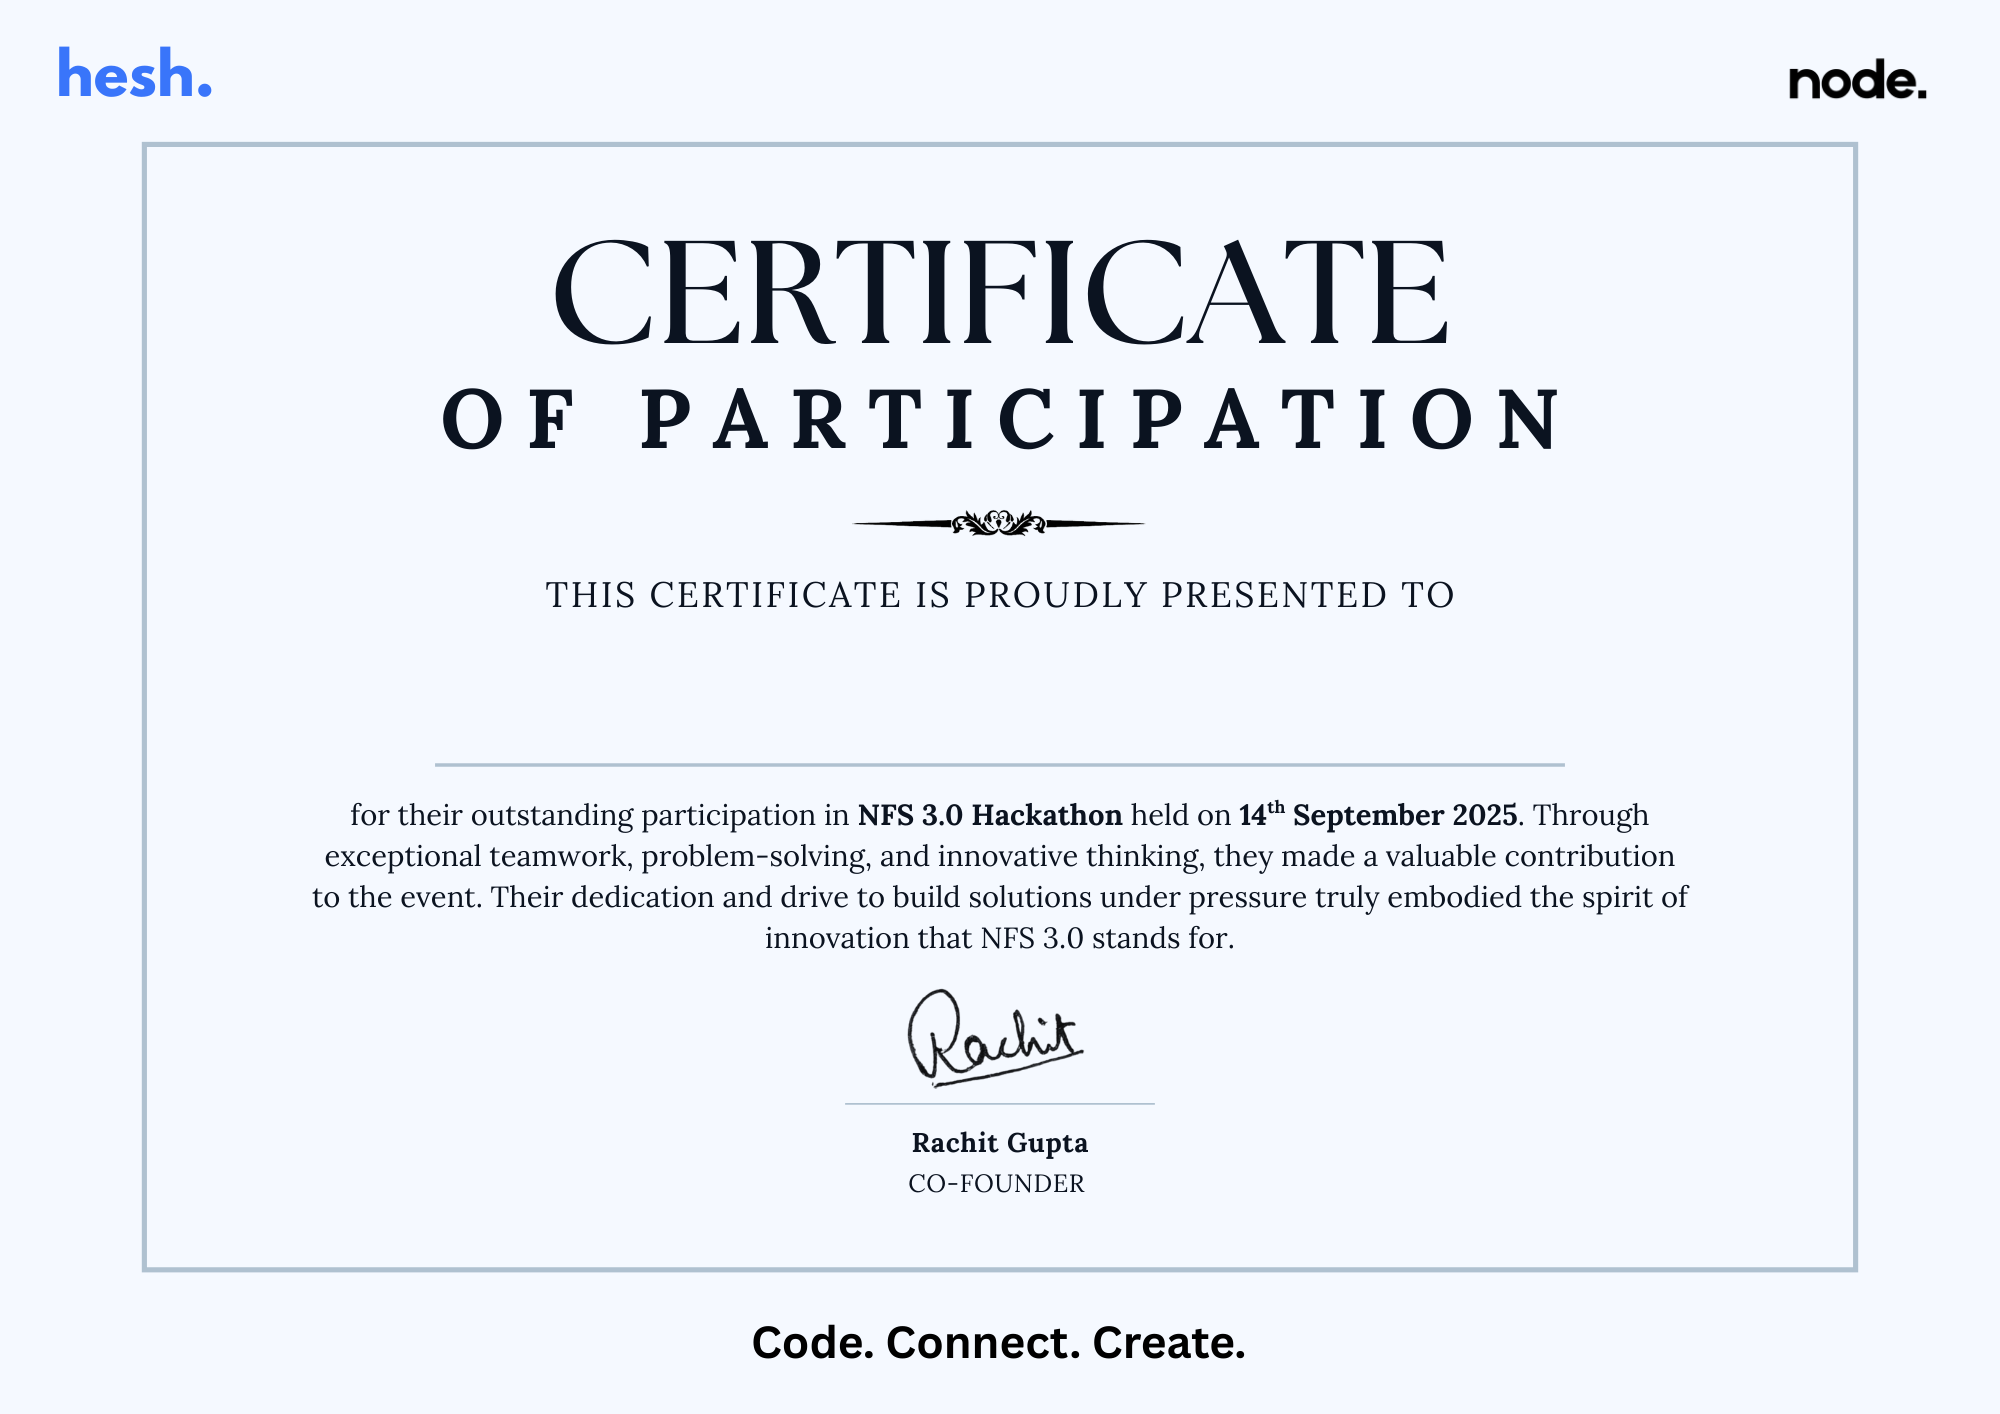 hesh.
node.
CERTIFICATE
OF PARTICIPATION
THIS CERTIFICATE IS PROUDLY PRESENTED TO
for their outstanding participation in NFS 3.0 Hackathon held on 14th September 2025. Through
exceptional teamwork, problem-solving, and innovative thinking, they made a valuable contribution
to the event. Their dedication and drive to build solutions under pressure truly embodied the spirit of
innovation that NFS 3.0 stands for.
Rachit
Rachit Gupta
CO-FOUNDER
Code. Connect. Create.